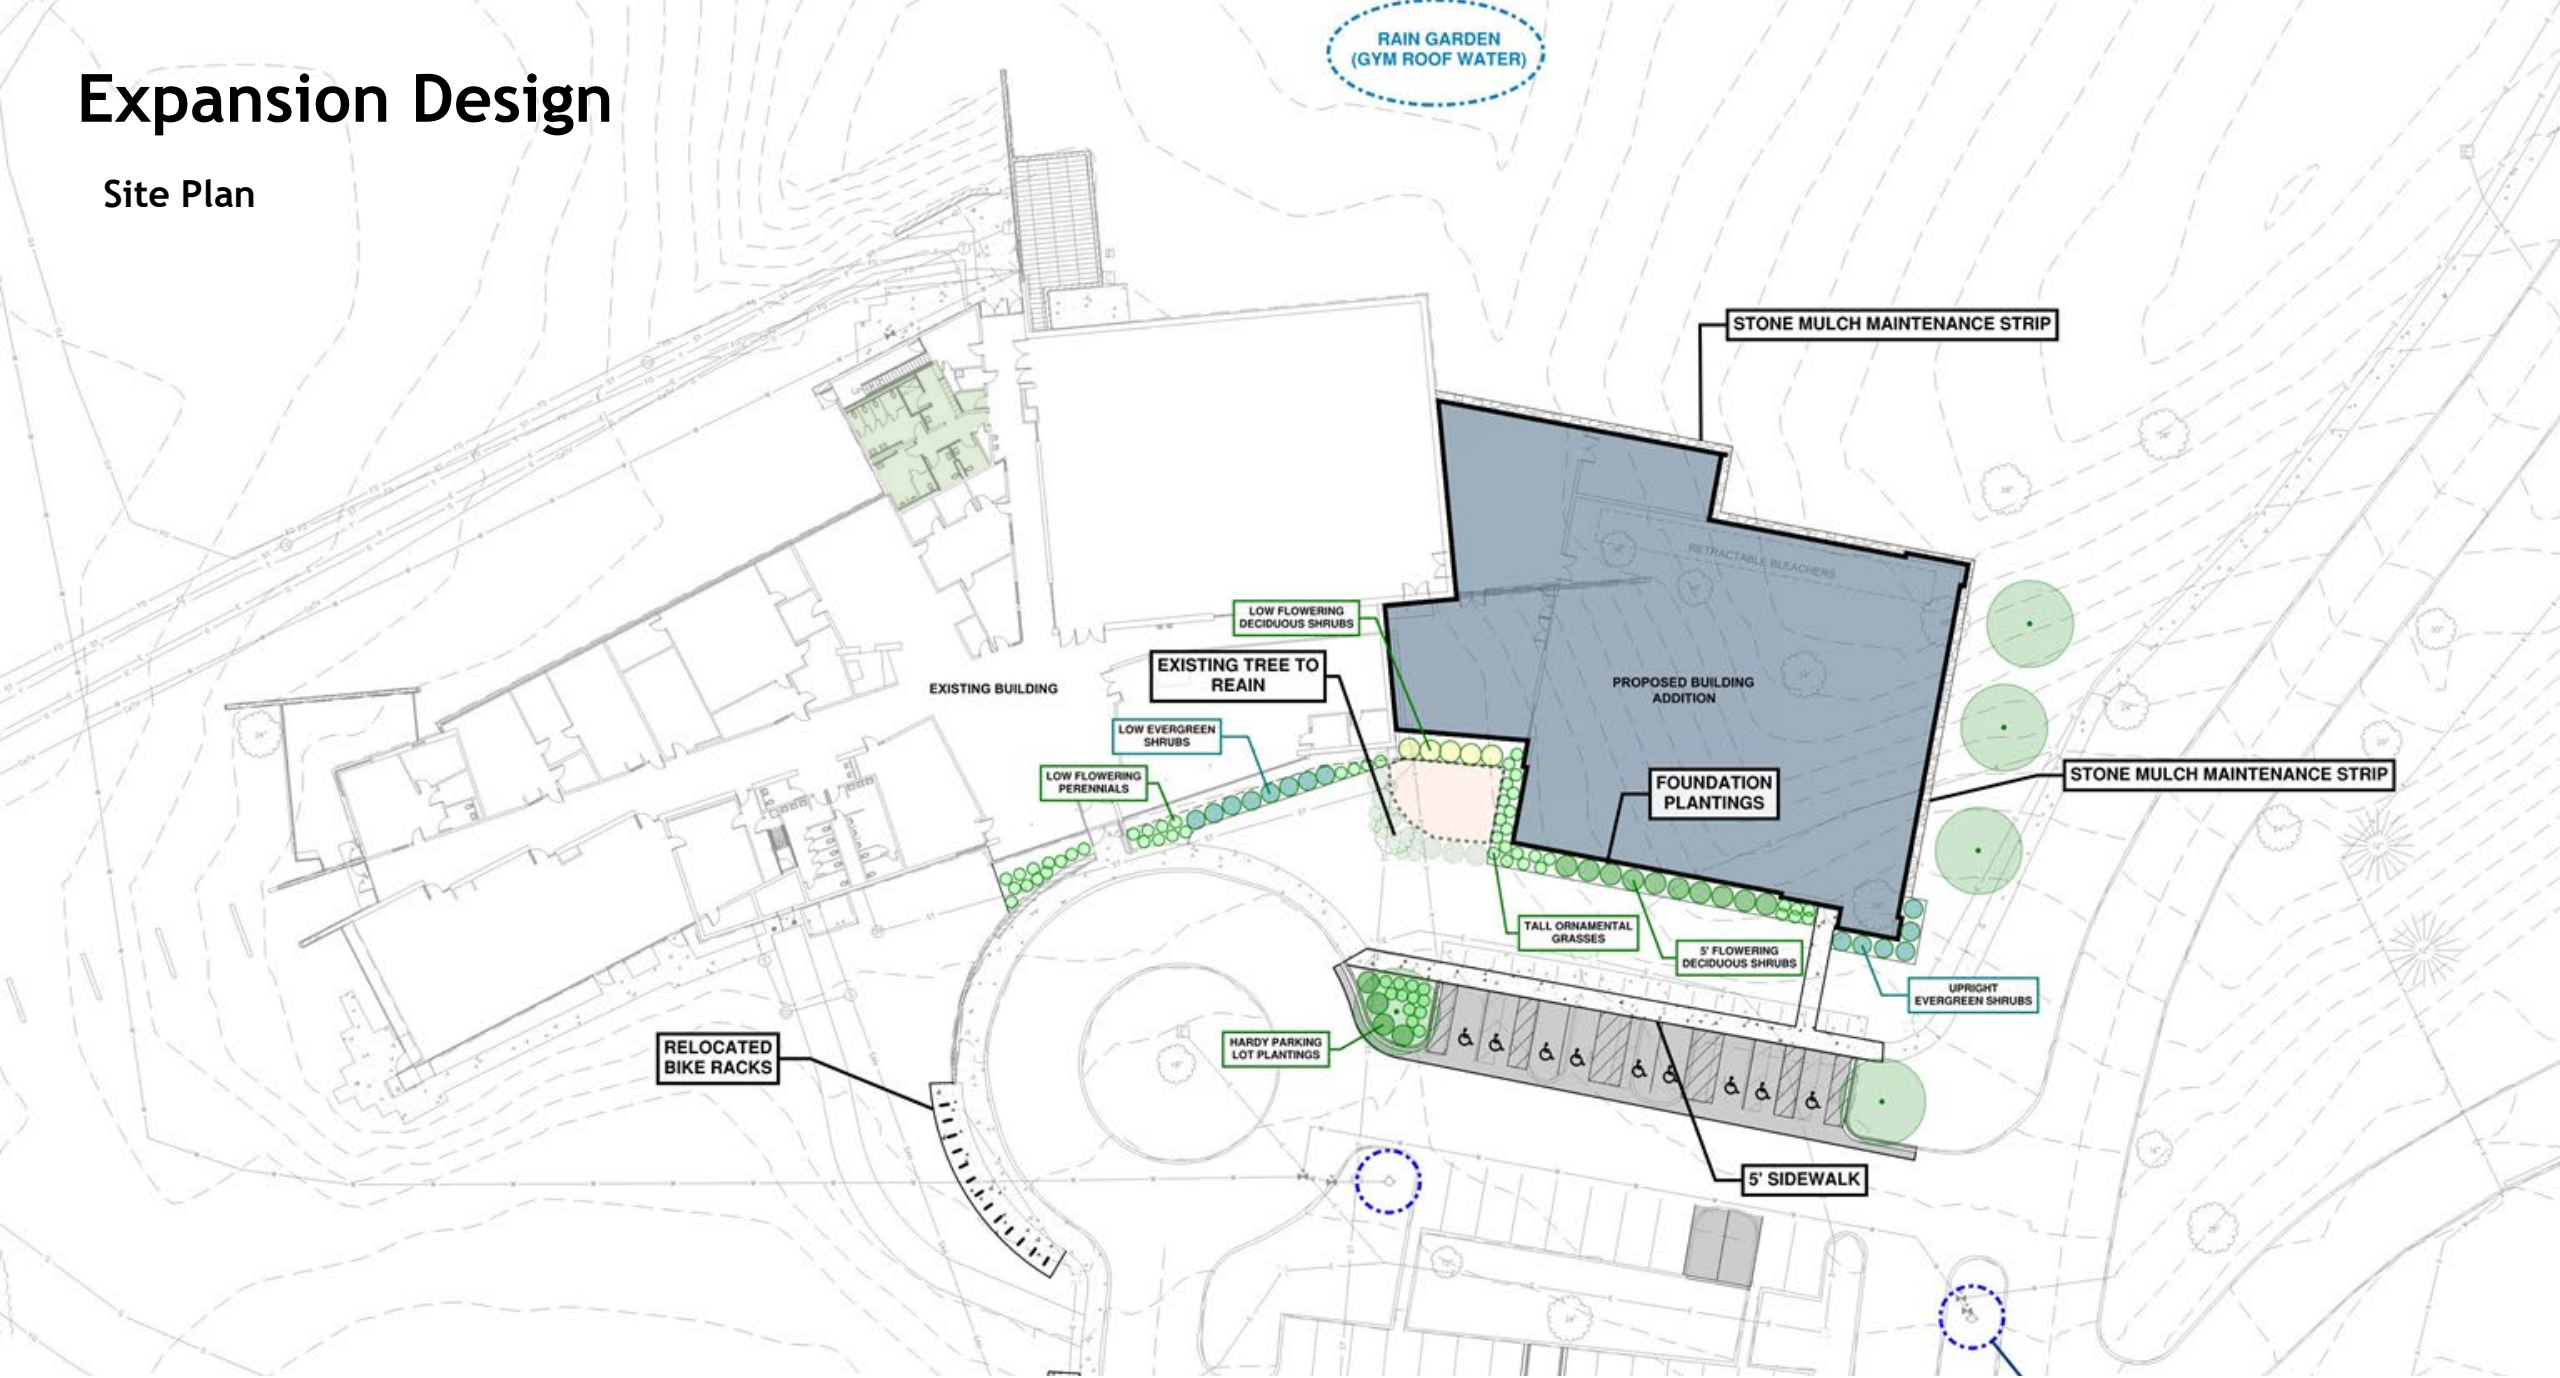 Expansion Design
Site Plan
RAIN GARDEN
(GYM ROOF WATER)
STONE MULCH MAINTENANCE STRIP
RETRACTABLE BLEACHERS
LOW FLOWERING
DECIDUOUS SHRUBS
EXISTING TREE TO
REAIN
EXISTING BUILDING
PROPOSED BUILDING
ADDITION
LOW EVERGREEN
SHRUBS
LOW FLOWERING
PERENNIALS
FOUNDATION
PLANTINGS
STONE MULCH MAINTENANCE STRIP
TALL ORNAMENTAL
GRASSES
5' FLOWERING
DECIDUOUS SHRUBS
UPRIGHT
EVERGREEN SHRUBS
HARDY PARKING
LOT PLANTINGS
RELOCATED
BIKE RACKS
5' SIDEWALK